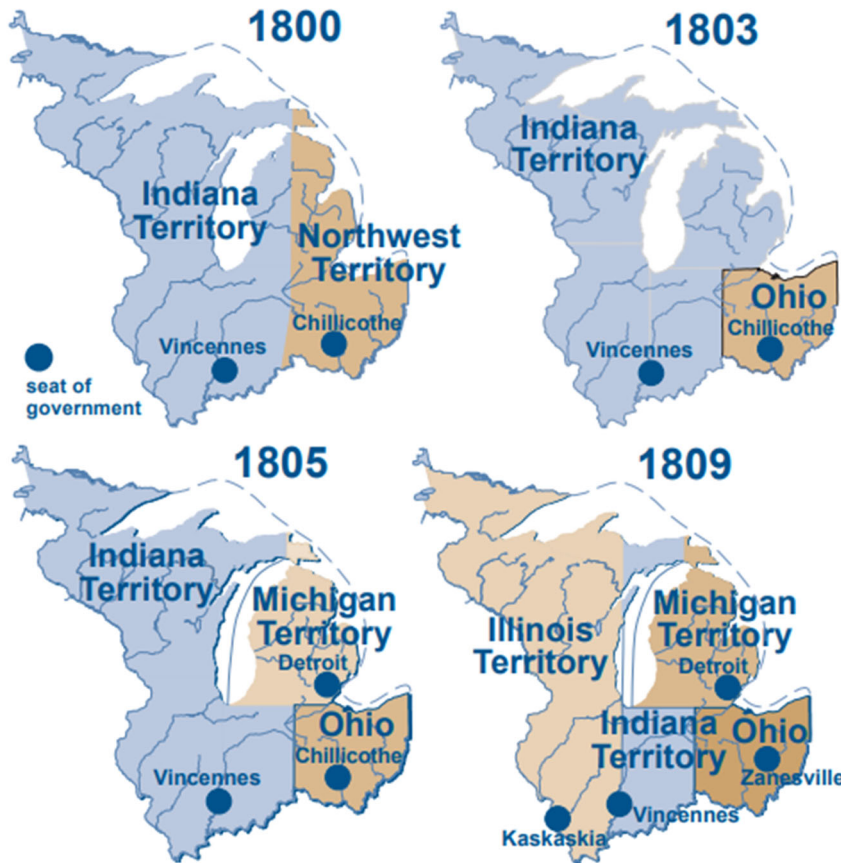 1800
Indiana
Territory
Northwest
Territory
Chillicothe
Vincennes
seat of
government
1803
Indiana
Territory
Ohio
Chillicothe
Vincennes
1805
Indiana
Territory
Michigan
Territory
Detroit
Ohio
Chillicothe
Vincennes
1809
Illinois
Territory
Michigan
Territory
Detroit
Indiana
Territory
Ohio
Zanesville
Vincennes
Kaskaskia